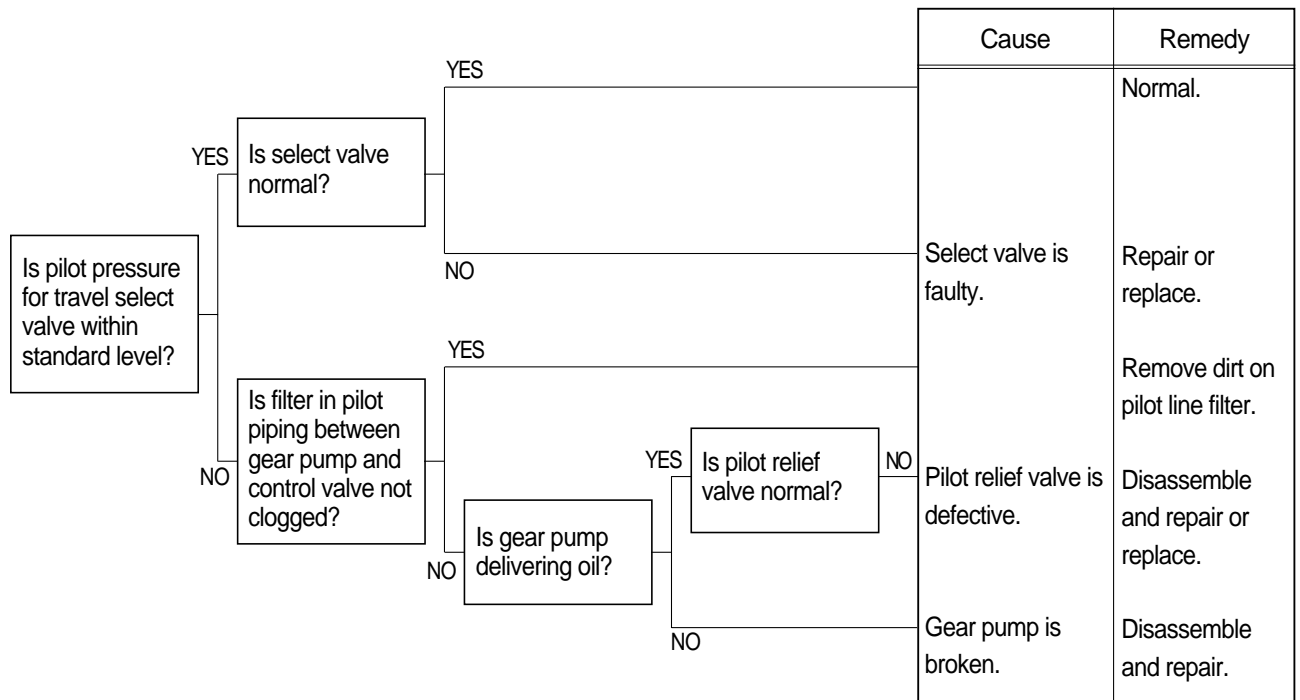 Cause
Remedy
YES
Normal.
YES
Is select valve
normal?
NO
Select valve is
faulty.
Repair or
replace.
Is pilot pressure
for travel select
valve within
standard level?
YES
Remove dirt on
pilot line filter.
NO
Is filter in pilot
piping between
gear pump and
control valve not
clogged?
YES
Is pilot relief
valve normal?
NO
Pilot relief valve is
defective.
Disassemble
and repair or
replace.
NO
Is gear pump
delivering oil?
NO
Gear pump is
broken.
Disassemble
and repair.